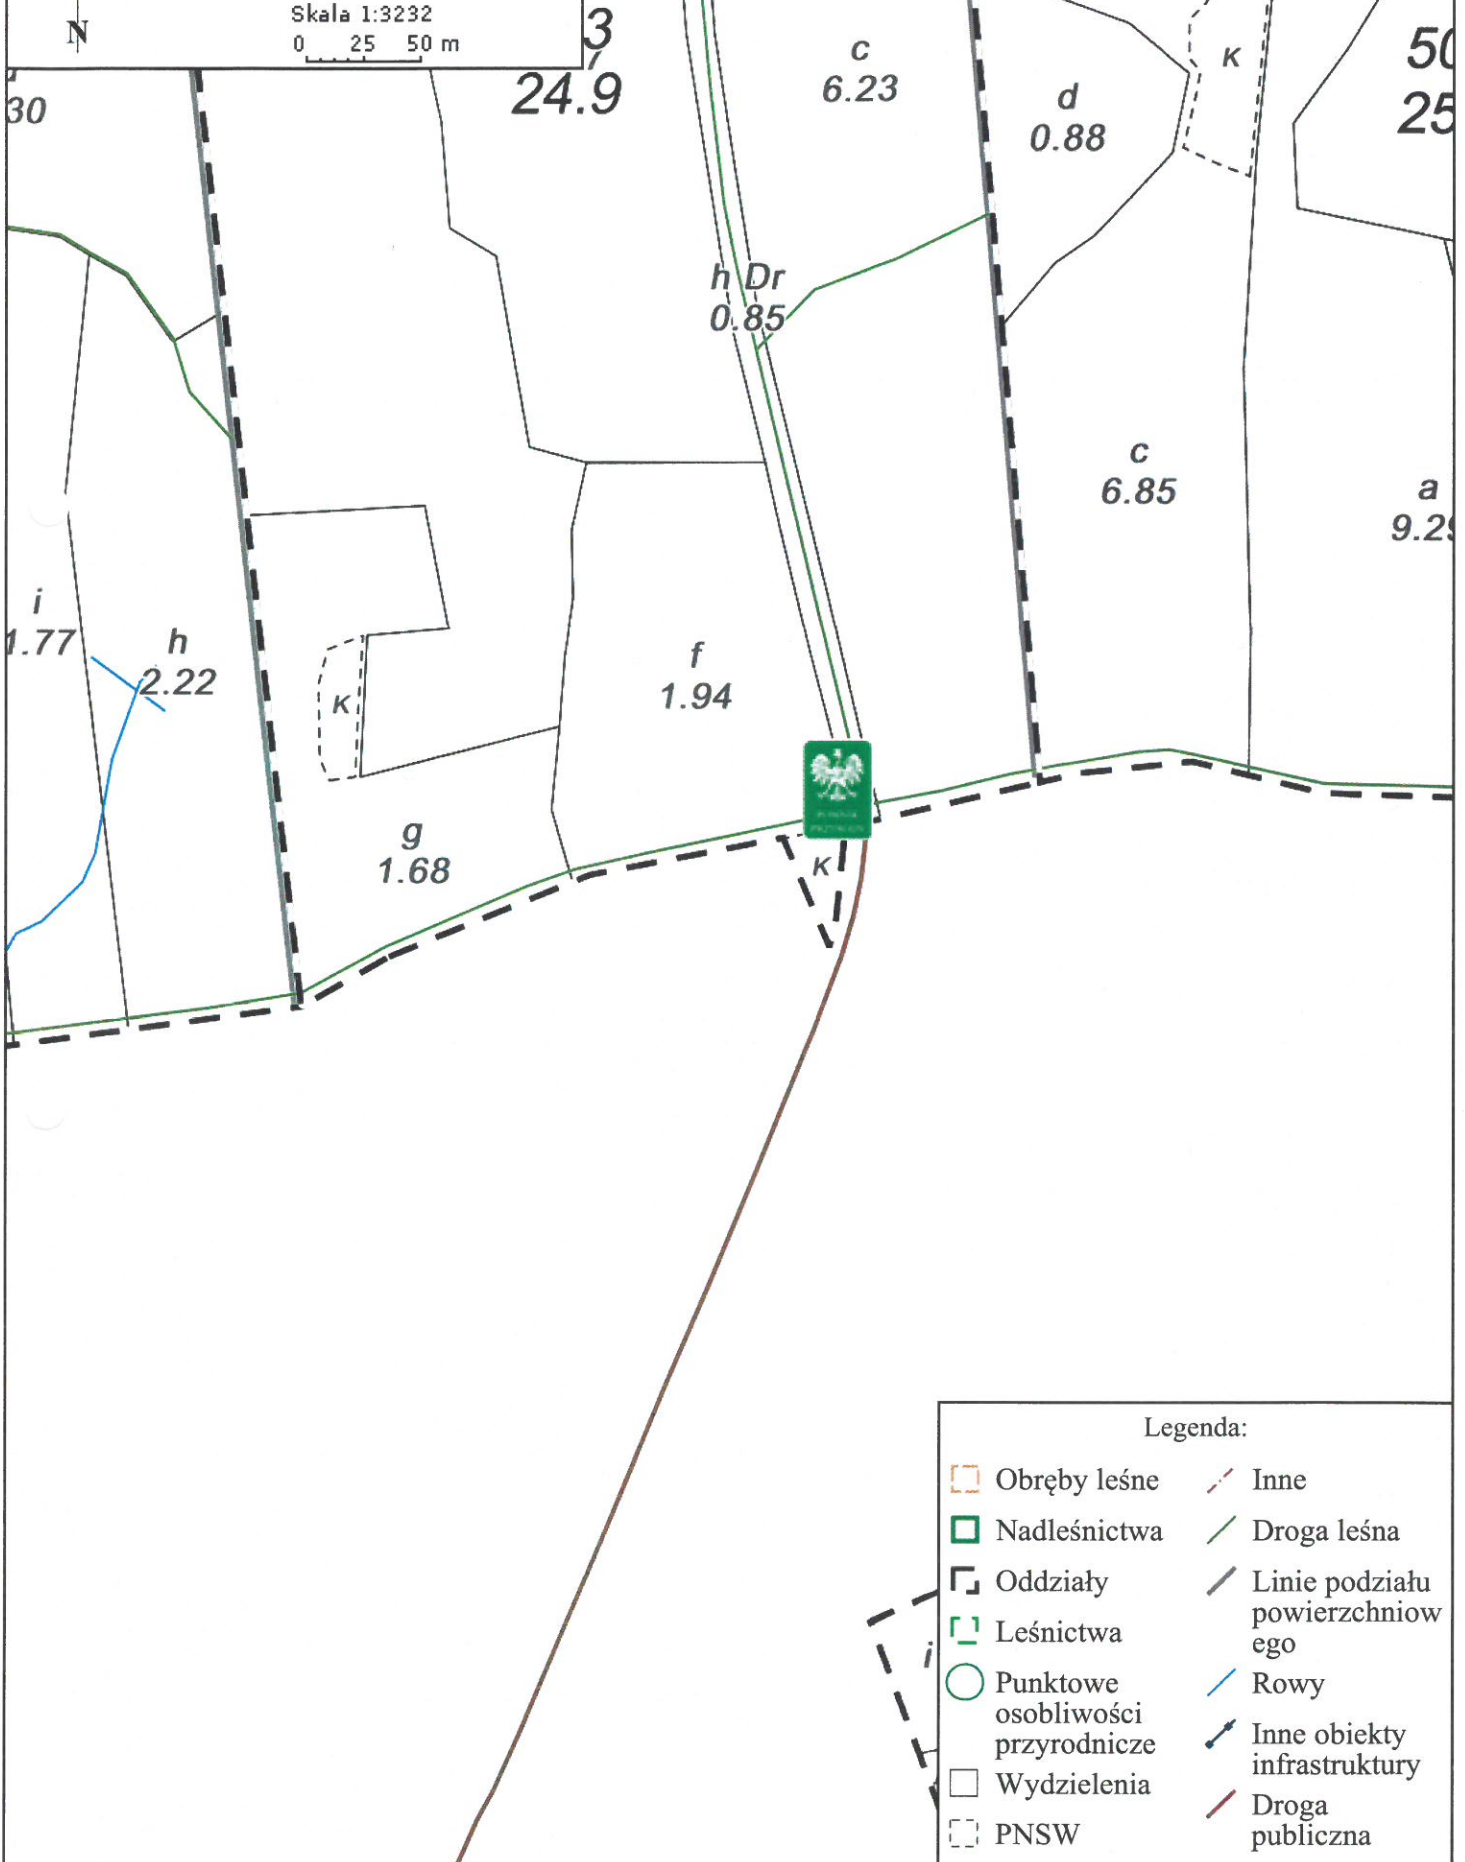 N
Skala 1:3232
0 25 50 m
3
24.9
30
c
6.23
d
0.88
K
50
25
h Dr
0.85
c
6.85
a
9.29
i
1.77
h
2.22
K
f
1.94
g
1.68
K
i
Legenda:
Obręby leśne
Nadleśnictwa
Oddziały
Leśnictwa
Punktowe
osobliwości
przyrodnicze
Wydzielenia
PNSW
Inne
Droga leśna
Linie podziału
powierzchniow
ego
Rowy
Inne obiekty
infrastruktury
Droga
publiczna